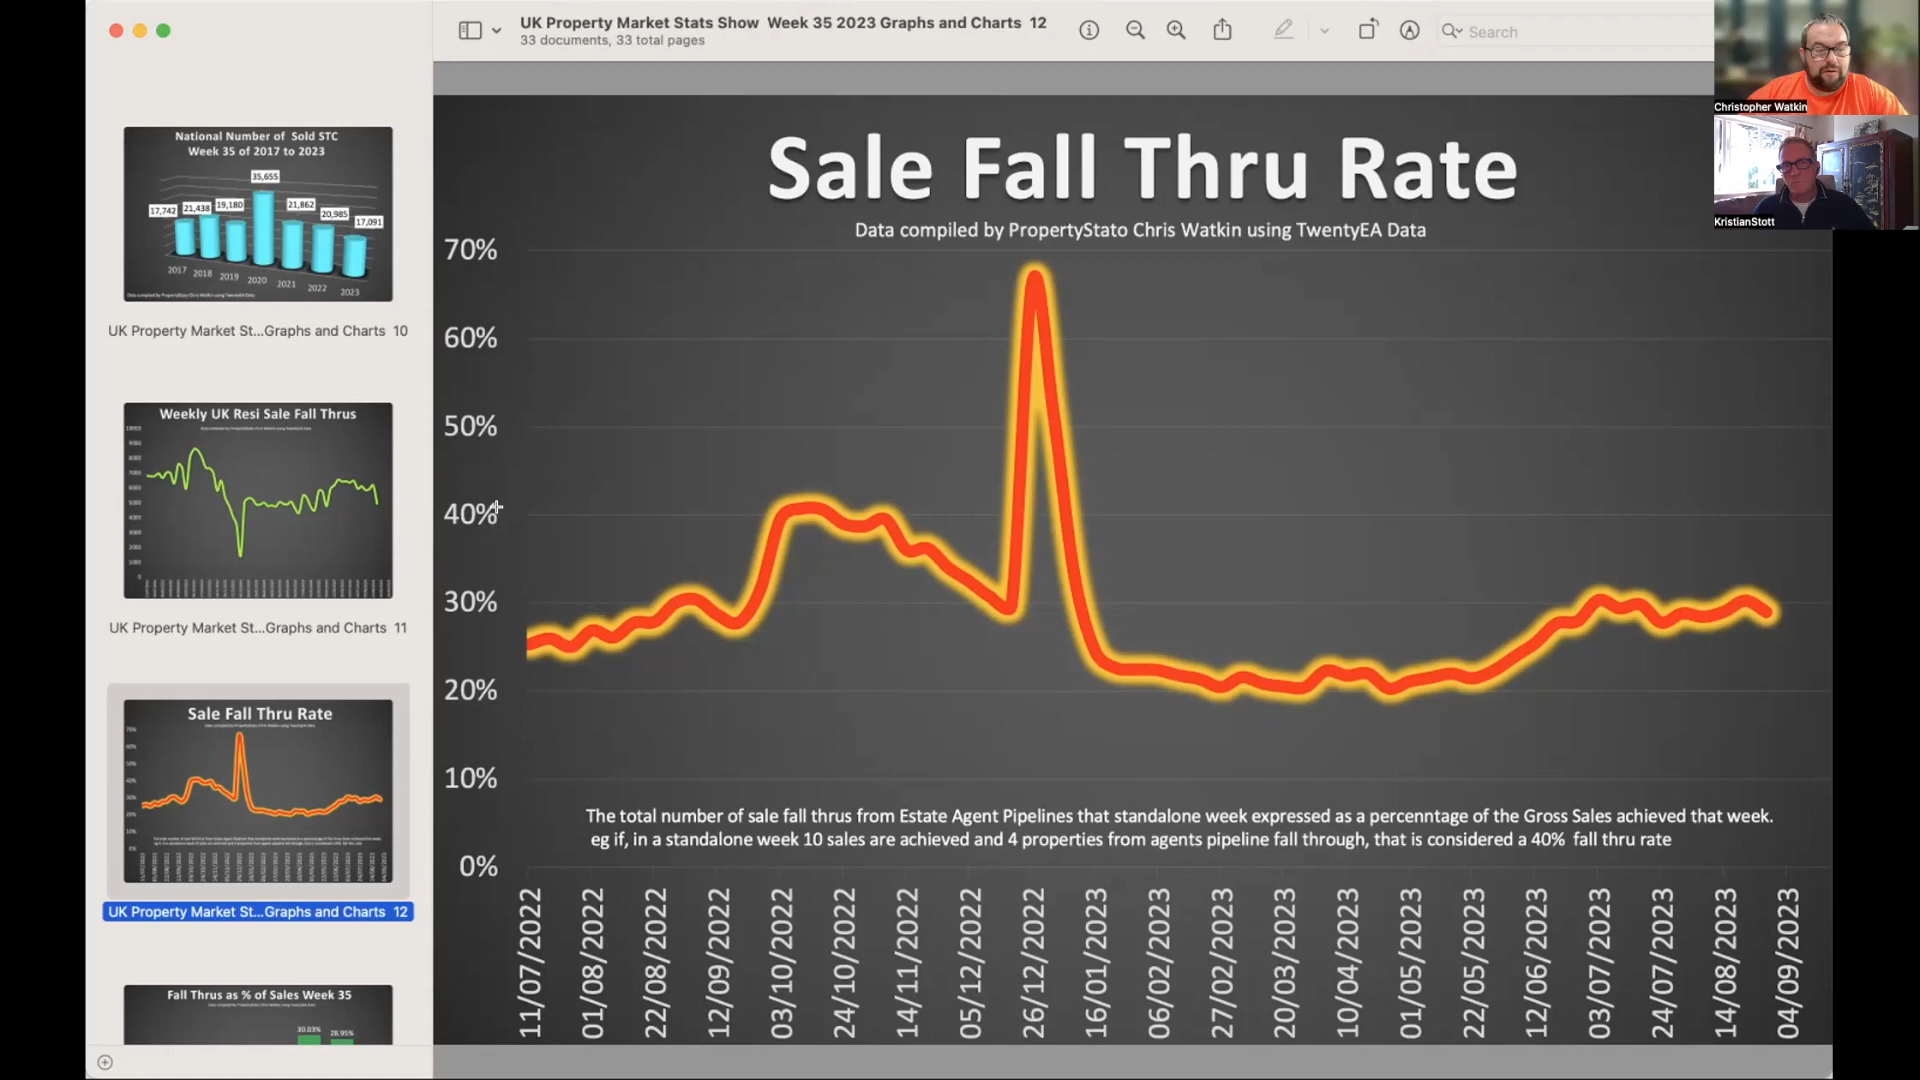 UK Property Market Stats Show Week 35 2023 Graphs and Charts 12
33 documents, 33 total pages
Search
Christopher Watkin
KristianStott
National Number of Sold STC
Week 35 of 2017 to 2023
17,742 21,438 19,180 35,655 21,862 20,985 17,091
2017 2018 2019 2020 2021 2022 2023
UK Property Market St...Graphs and Charts 10
Weekly UK Resi Sale Fall Thrus
UK Property Market St...Graphs and Charts 11
Sale Fall Thru Rate
UK Property Market St...Graphs and Charts 12
Fall Thrus as % of Sales Week 35
30.03% 28.95%
Sale Fall Thru Rate
Data compiled by PropertyStato Chris Watkin using TwentyEA Data
70%
60%
50%
40%
30%
20%
10%
0%
The total number of sale fall thrus from Estate Agent Pipelines that standalone week expressed as a percenntage of the Gross Sales achieved that week.
eg if, in a standalone week 10 sales are achieved and 4 properties from agents pipeline fall through, that is considered a 40% fall thru rate
11/07/2022
01/08/2022
22/08/2022
12/09/2022
03/10/2022
24/10/2022
14/11/2022
05/12/2022
26/12/2022
16/01/2023
06/02/2023
27/02/2023
20/03/2023
10/04/2023
01/05/2023
22/05/2023
12/06/2023
03/07/2023
24/07/2023
14/08/2023
04/09/2023